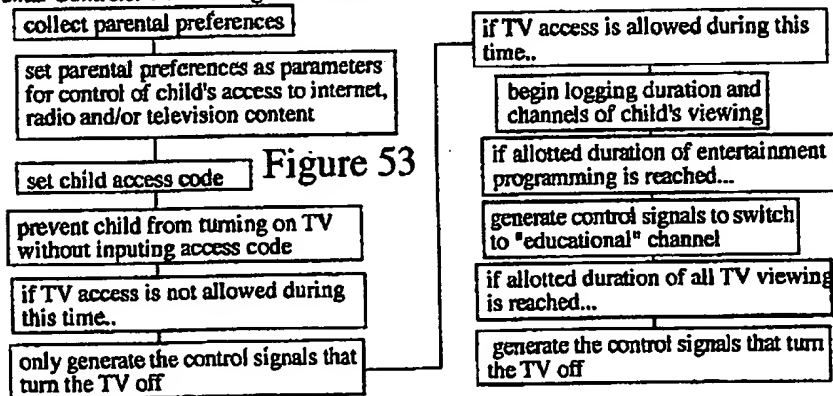 collect parental preferences
set parental preferences as parameters
for control of child's access to internet,
radio and/or television content
set child access code
Figure 53
prevent child from turning on TV
without inputing access code
if TV access is not allowed during
this time..
only generate the control signals that
turn the TV off
if TV access is allowed during this
time..
begin logging duration and
channels of child's viewing
if allotted duration of entertainment
programming is reached...
generate control signals to switch
to "educational" channel
if allotted duration of all TV viewing
is reached...
generate the control signals that turn
the TV off